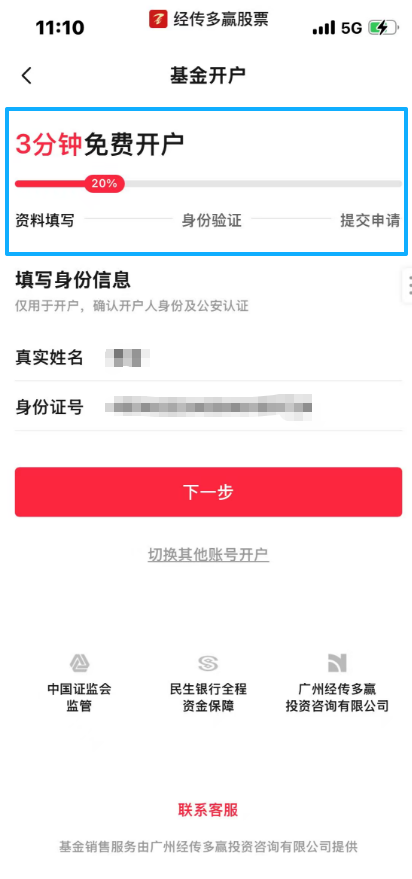 11:10
经传多赢股票
5G
基金开户
3分钟免费开户
20%
资料填写
身份验证
提交申请
填写身份信息
仅用于开户，确认开户人身份及公安认证
真实姓名
身份证号
下一步
切换其他账号开户
中国证监会
监管
民生银行全程
资金保障
广州经传多赢
投资咨询有限公司
联系客服
基金销售服务由广州经传多赢投资咨询有限公司提供